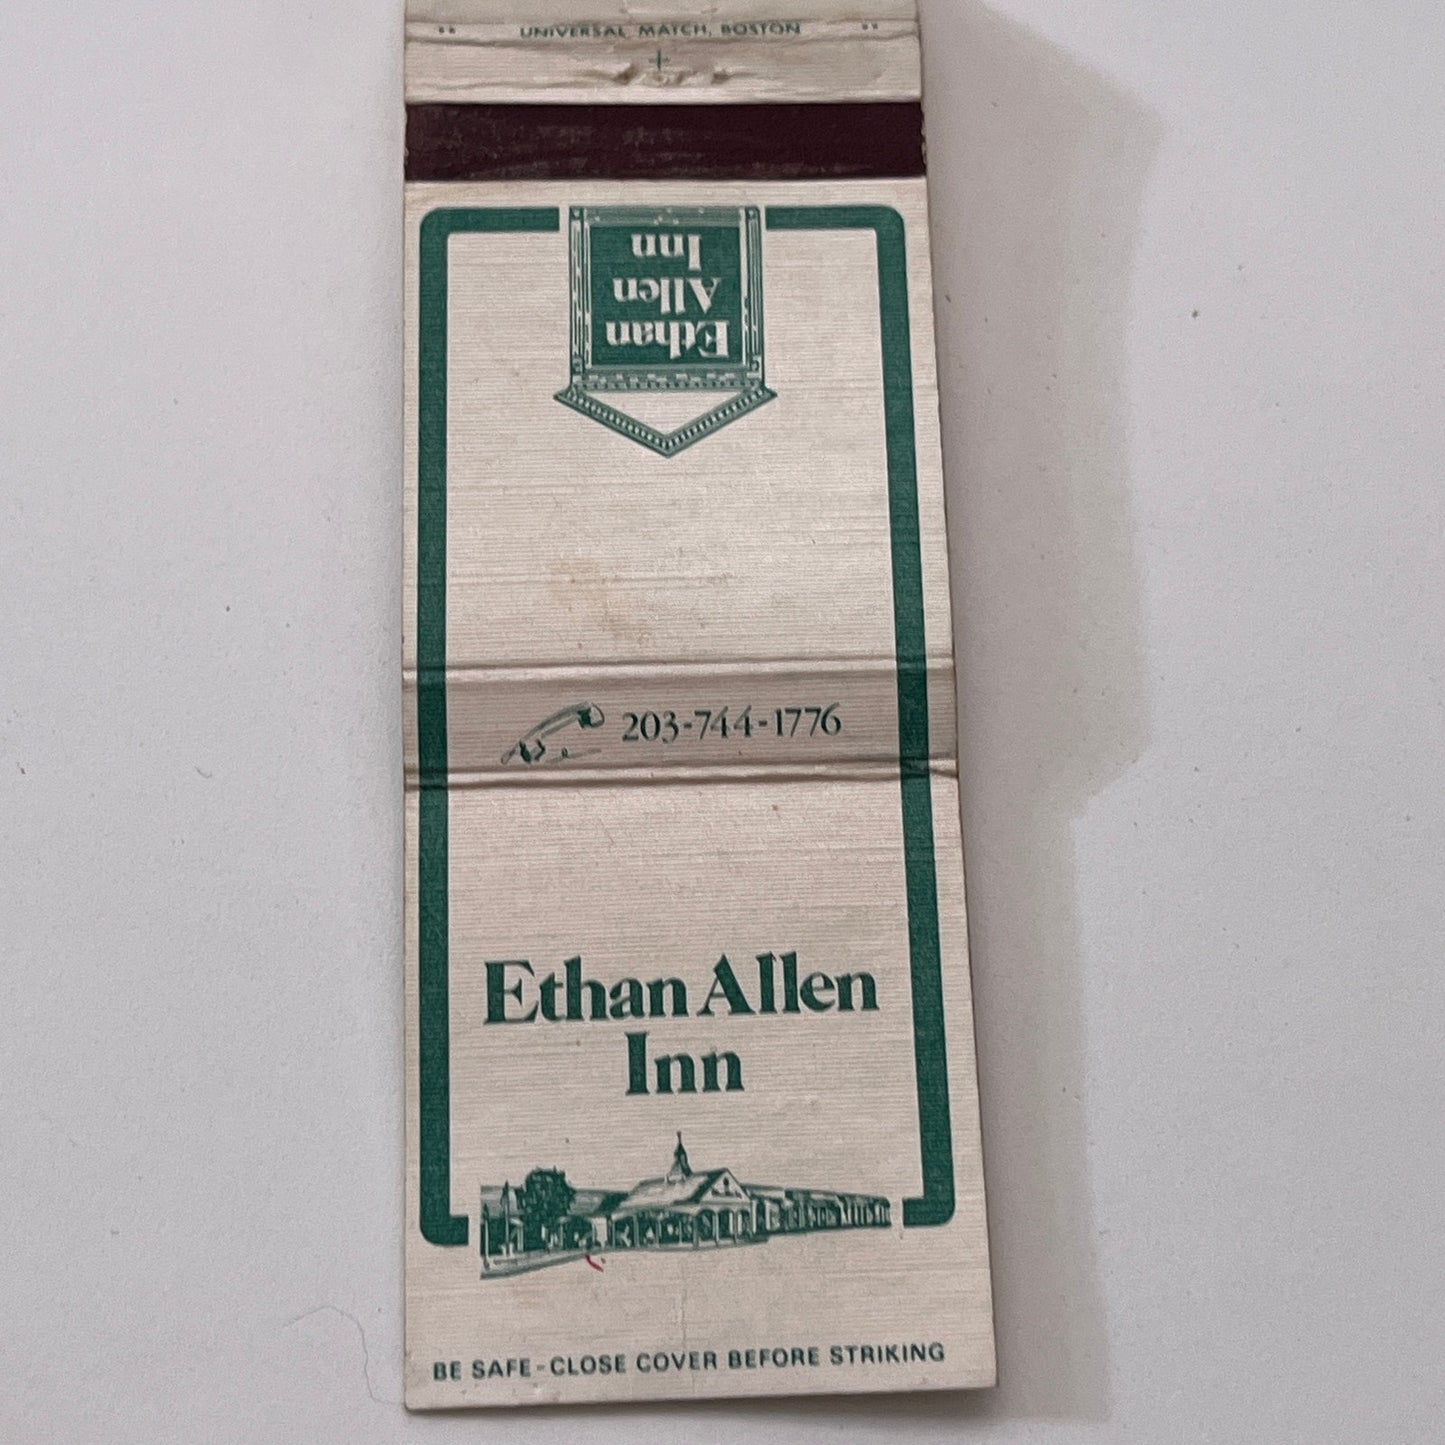 UNIVERSAL MATCH, BOSTON
Ethan
Allen
Inn
203-744-1776
Ethan Allen
Inn
BE SAFE-CLOSE COVER BEFORE STRIKING